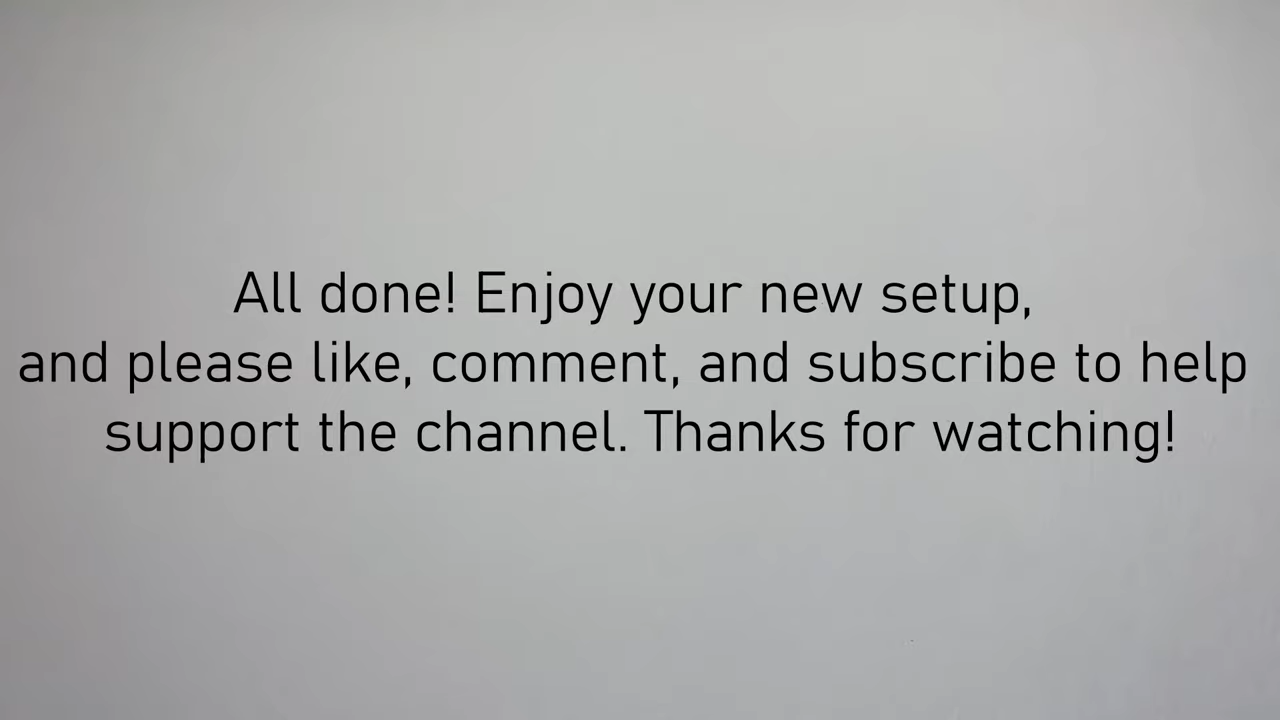 All done! Enjoy your new setup,
and please like, comment, and subscribe to help
support the channel. Thanks for watching!